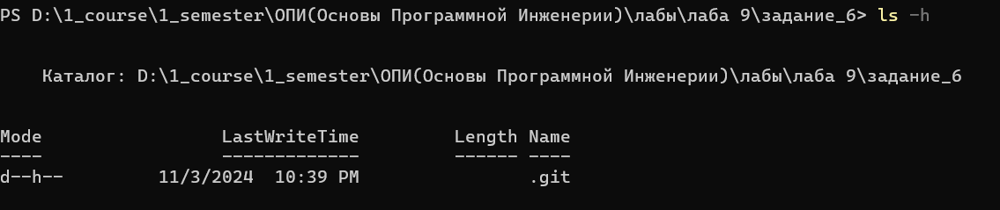 PS D:\1_course\1_semester\ОПИ(Основы Программной Инженерии)\лабы\лаба 9\задание_6> ls -h
Каталог: D:\1_course\1_semester\ОПИ(Основы Программной Инженерии)\лабы\лаба 9\задание_6
Mode                 LastWriteTime         Length Name
----                 -------------         ------ ----
d--h--         11/3/2024  10:39 PM                .git